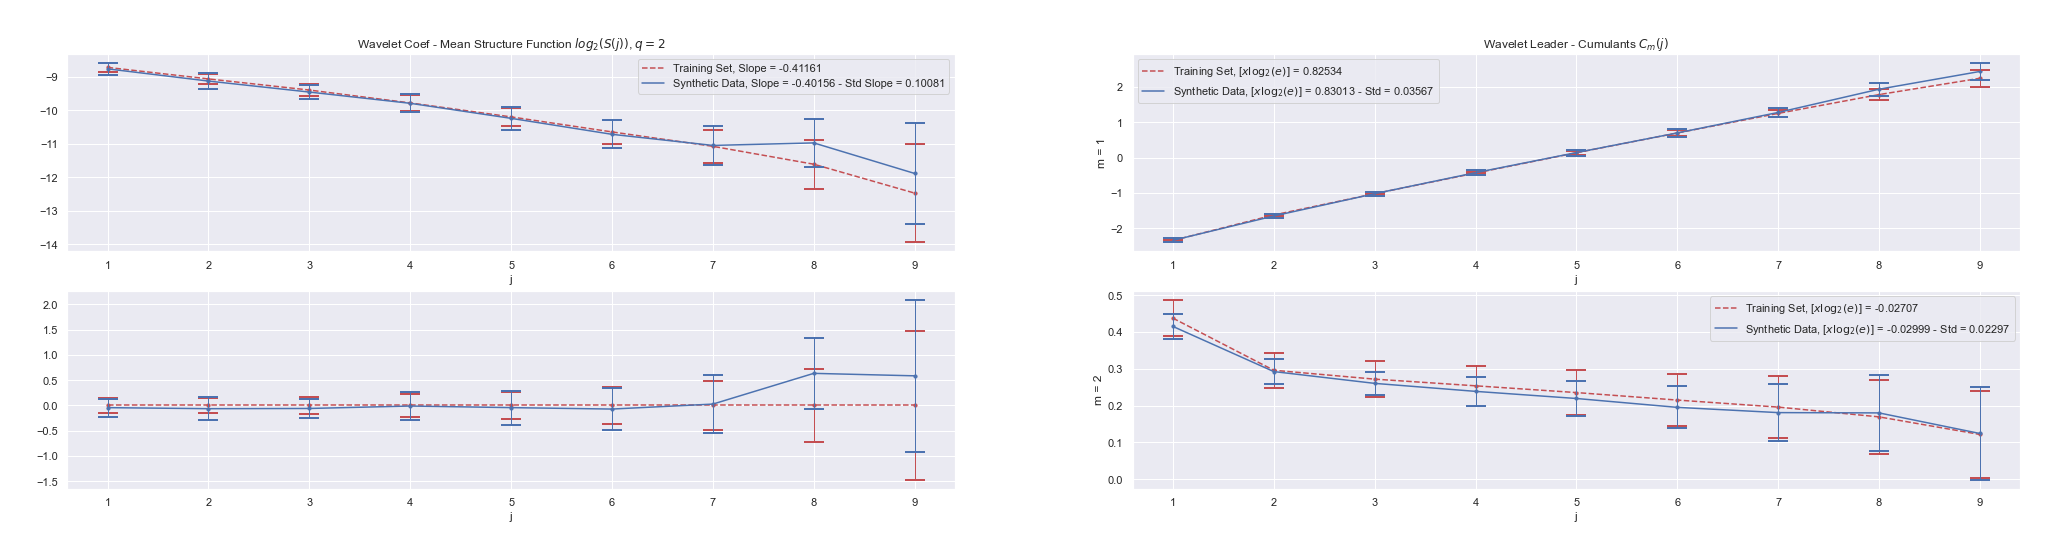 Wavelet Coef - Mean Structure Function log₂(S(j)), q = 2
Training Set, Slope = -0.41161
Synthetic Data, Slope = -0.40156 - Std Slope = 0.10081
−9
−10
−11
−12
−13
−14
1 2 3 4 5 6 7 8 9
j
2.0
1.5
1.0
0.5
0.0
−0.5
−1.0
−1.5
1 2 3 4 5 6 7 8 9
j
Wavelet Leader - Cumulants Cₘ(j)
Training Set, [x log₂(e)] = 0.82534
Synthetic Data, [x log₂(e)] = 0.83013 - Std = 0.03567
m = 1
2
1
0
−1
−2
1 2 3 4 5 6 7 8 9
j
Training Set, [x log₂(e)] = -0.02707
Synthetic Data, [x log₂(e)] = -0.02999 - Std = 0.02297
m = 2
0.5
0.4
0.3
0.2
0.1
0.0
1 2 3 4 5 6 7 8 9
j